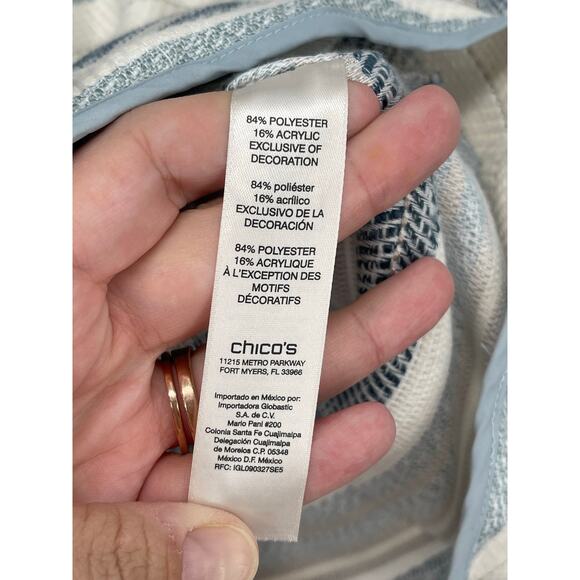 84% POLYESTER
16% ACRYLIC
EXCLUSIVE OF
DECORATION
84% poliéster
16% acrílico
EXCLUSIVO DE LA
DECORACIÓN
84% POLYESTER
16% ACRYLIQUE
À L'EXCEPTION DES
MOTIFS
DÉCORATIFS
chico's
11215 METRO PARKWAY
FORT MYERS, FL 33966
Importado en México por:
Importadora Globastic
S.A. de C.V.
Mario Pani #200
Colonia Santa Fe Cuajimalpa
Delegación Cuajimalpa
de Morelos C.P. 05348
México D.F. México
RFC: IGL090327SE5